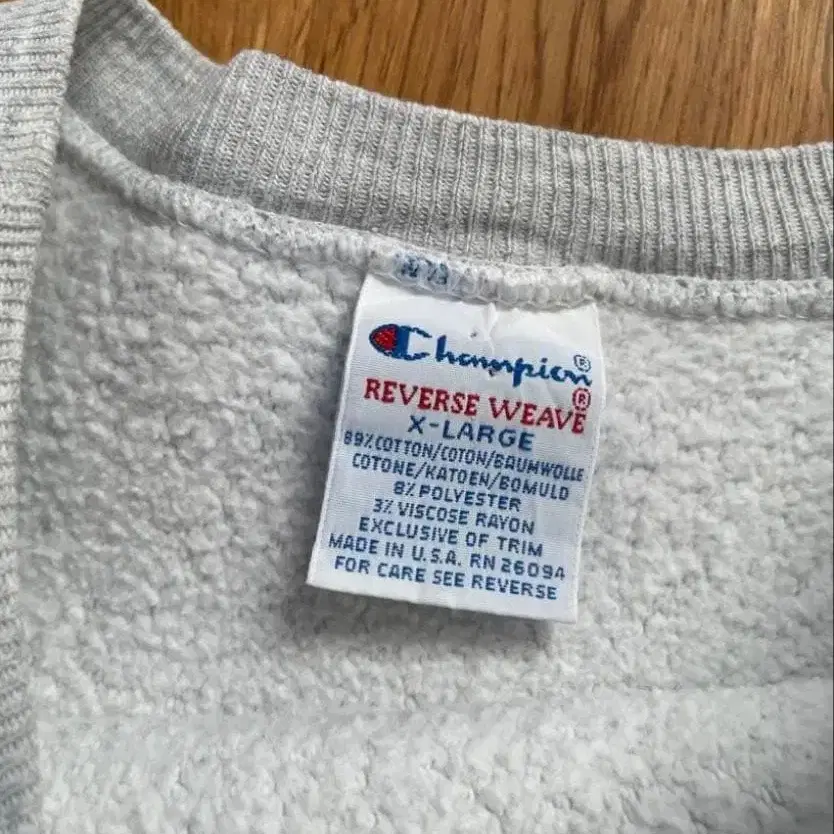 Champion®
REVERSE WEAVE®
X-LARGE
89% COTTON/COTON/BAUMWOLLE
COTONE/KATOEN/BOMULD
8% POLYESTER
3% VISCOSE RAYON
EXCLUSIVE OF TRIM
MADE IN U.S.A. RN 26094
FOR CARE SEE REVERSE